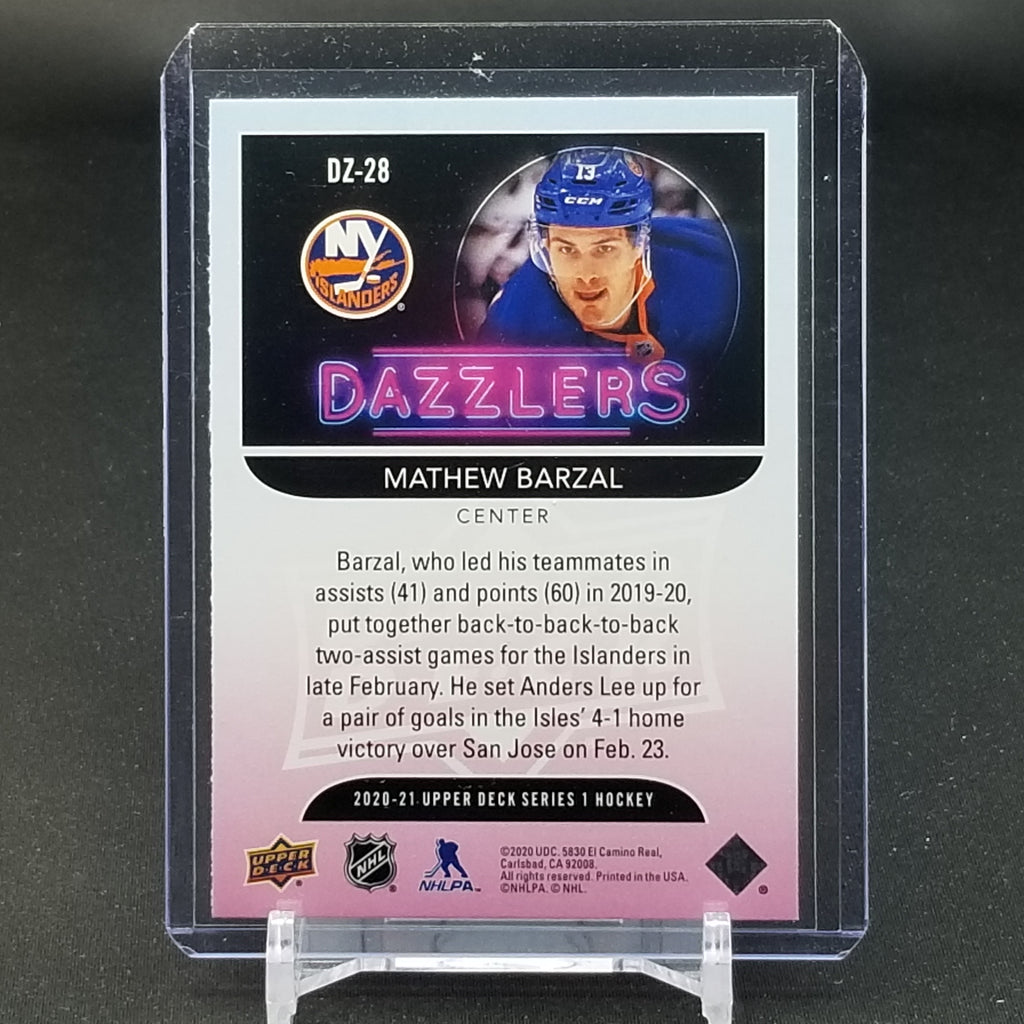 DZ-28
13
CCM
NY
ISLANDERS
DAZZLERS
MATHEW BARZAL
CENTER
Barzal, who led his teammates in
assists (41) and points (60) in 2019-20,
put together back-to-back-to-back
two-assist games for the Islanders in
late February. He set Anders Lee up for
a pair of goals in the Isles' 4-1 home
victory over San Jose on Feb. 23.
2020-21 UPPER DECK SERIES 1 HOCKEY
UPPER
DECK
NHL
NHLPA
©2020 UDC. 5830 El Camino Real,
Carlsbad, CA 92008.
All rights reserved. Printed in the USA.
©NHLPA. © NHL.